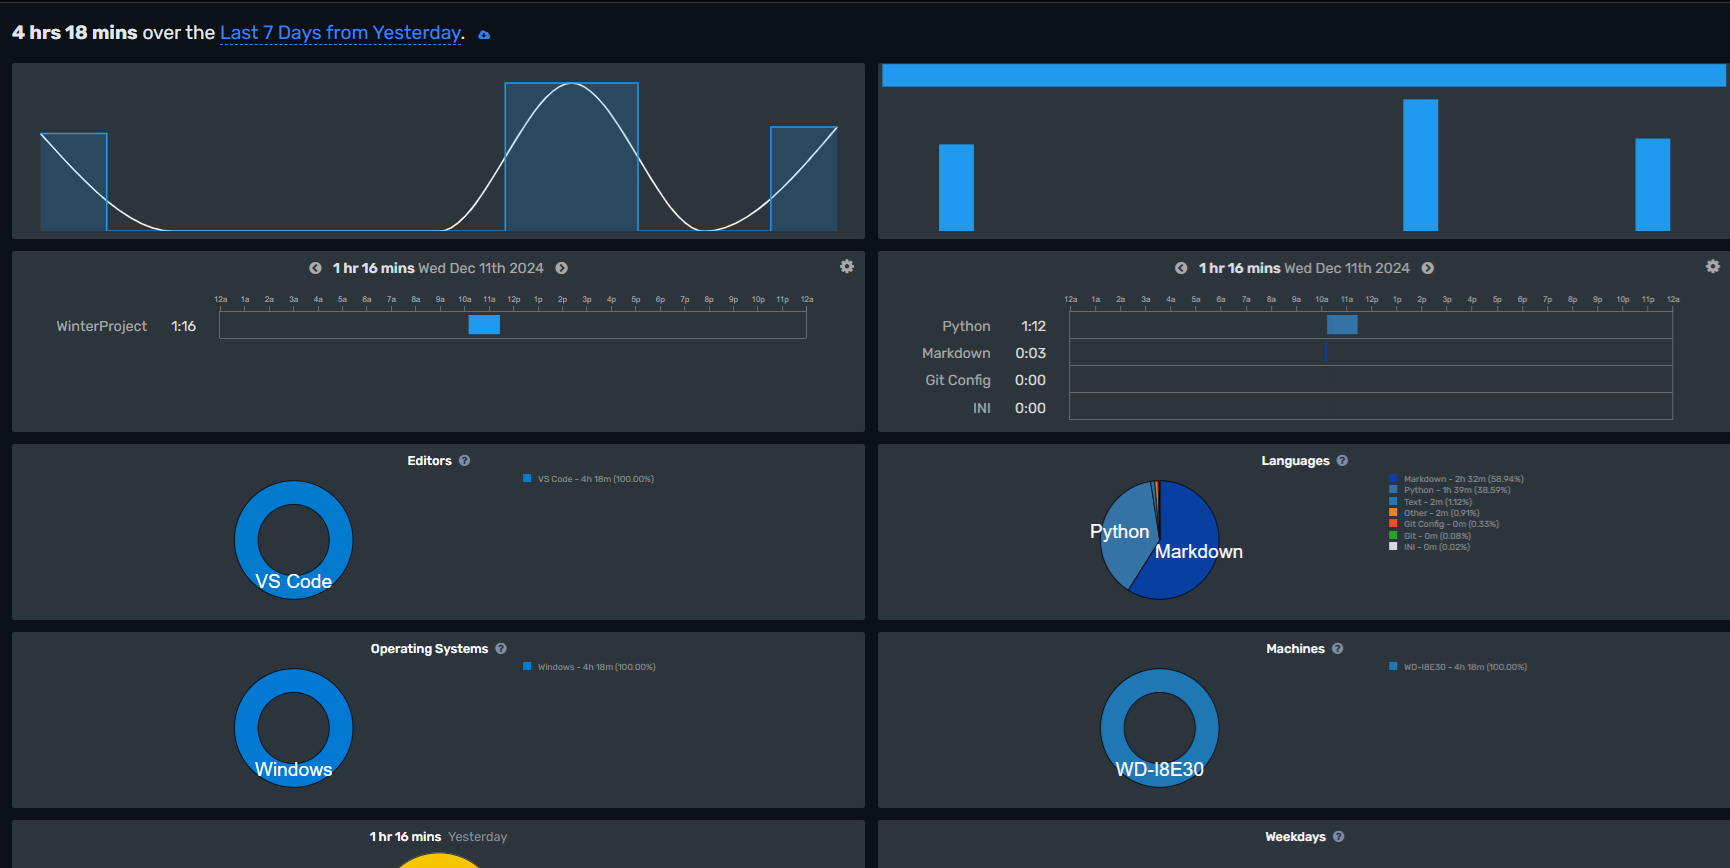 4 hrs 18 mins over the Last 7 Days from Yesterday.
1 hr 16 mins Wed Dec 11th 2024
12a 1a 2a 3a 4a 5a 6a 7a 8a 9a 10a 11a 12p 1p 2p 3p 4p 5p 6p 7p 8p 9p 10p 11p 12a
WinterProject 1:16
1 hr 16 mins Wed Dec 11th 2024
12a 1a 2a 3a 4a 5a 6a 7a 8a 9a 10a 11a 12p 1p 2p 3p 4p 5p 6p 7p 8p 9p 10p 11p 12a
Python 1:12
Markdown 0:03
Git Config 0:00
INI 0:00
Editors ?
VS Code - 4h 18m (100.00%)
VS Code
Languages ?
Markdown - 2h 32m (58.94%)
Python - 1h 39m (38.59%)
Text - 2m (1.12%)
Other - 2m (0.91%)
Git Config - 0m (0.33%)
Git - 0m (0.08%)
INI - 0m (0.02%)
Python
Markdown
Operating Systems ?
Windows - 4h 18m (100.00%)
Windows
Machines ?
WD-I8E30 - 4h 18m (100.00%)
WD-I8E30
1 hr 16 mins Yesterday
Weekdays ?